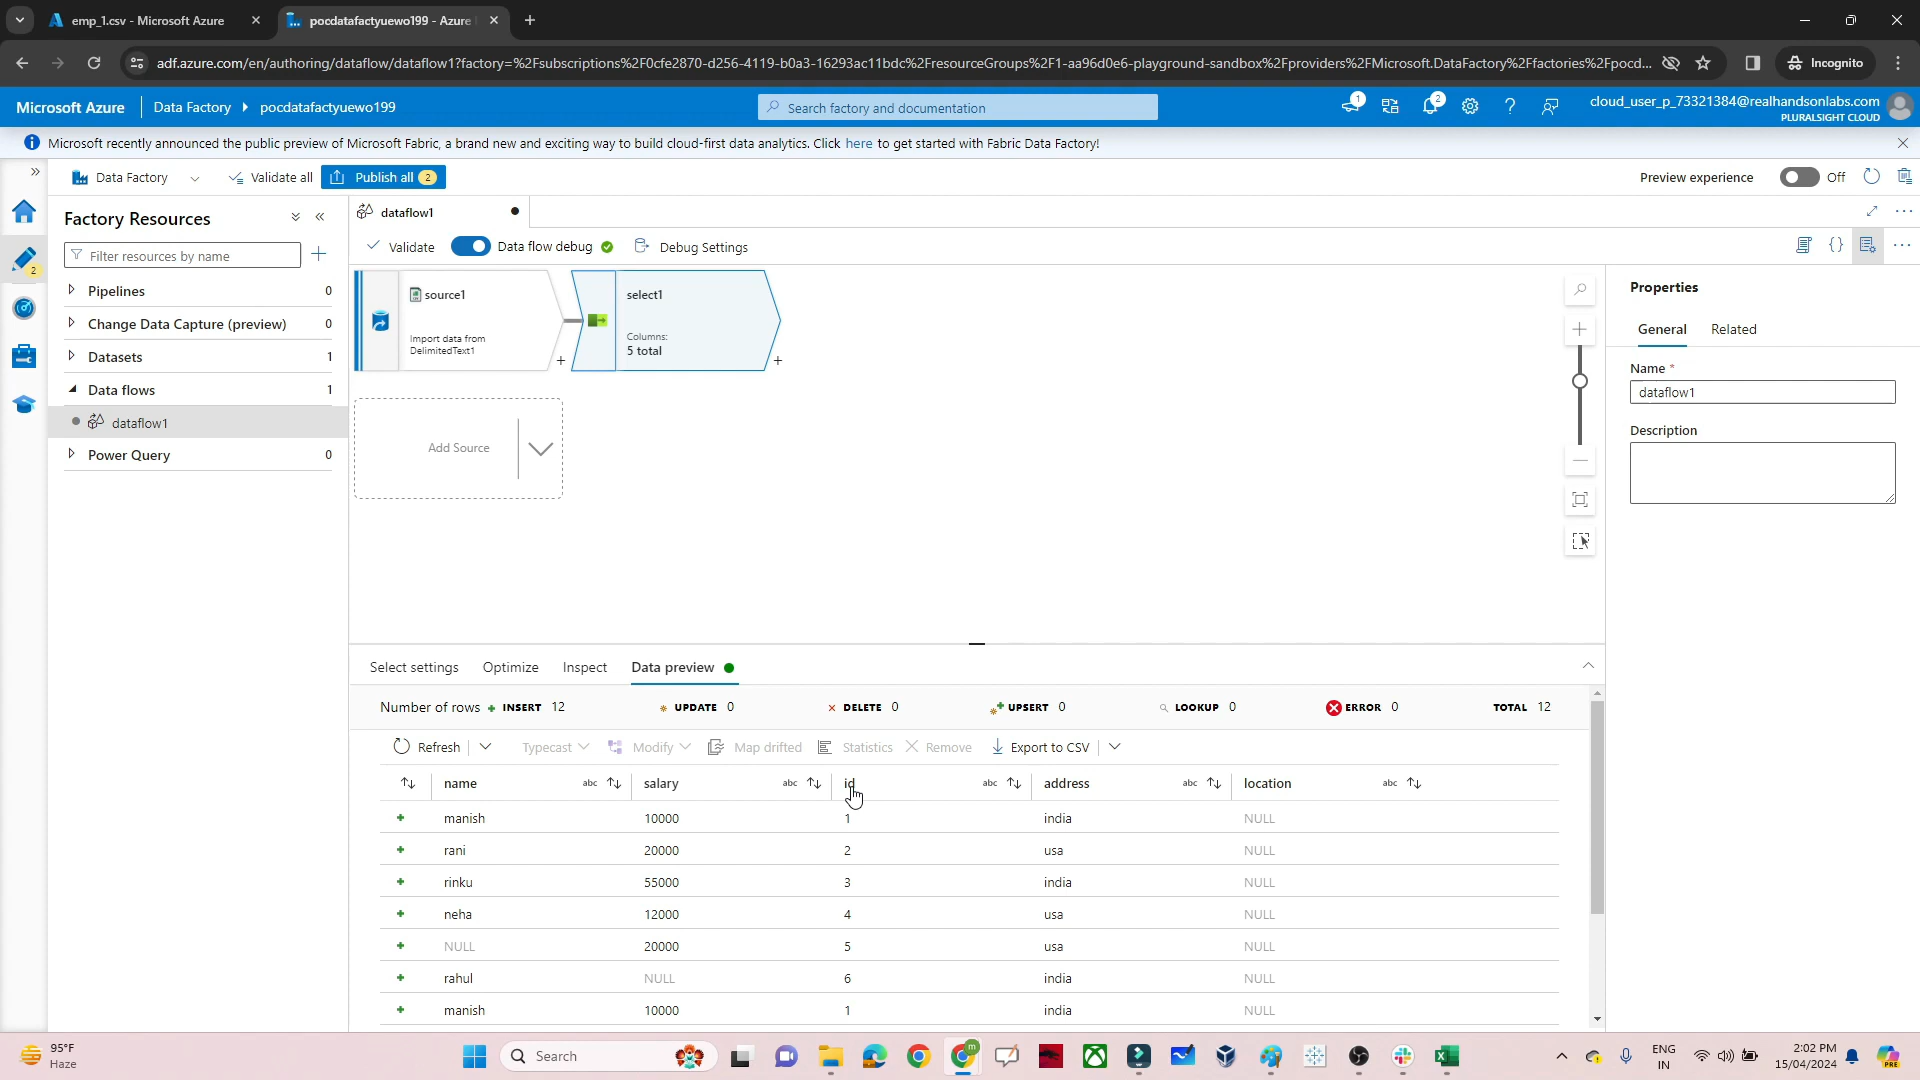 emp_1.csv - Microsoft Azure
pocdatafactyuewo199 - Azure
adf.azure.com/en/authoring/dataflow/dataflow1?factory=%2Fsubscriptions%2F0cfe2870-d256-4119-b0a3-16293ac11bdc%2FresourceGroups%2F1-aa96d0e6-playground-sandbox%2Fproviders%2FMicrosoft.DataFactory%2Ffactories%2Fpocd...
Incognito
Microsoft Azure
Data Factory
pocdatafactyuewo199
Search factory and documentation
1
2
cloud_user_p_73321384@realhandsonlabs.com
PLURALSIGHT CLOUD
Microsoft recently announced the public preview of Microsoft Fabric, a brand new and exciting way to build cloud-first data analytics. Click here to get started with Fabric Data Factory!
Data Factory
Validate all
Publish all 2
Preview experience
Off
2
Factory Resources
Filter resources by name
Pipelines 0
Change Data Capture (preview) 0
Datasets 1
Data flows 1
dataflow1
Power Query 0
dataflow1
Validate
Data flow debug
Debug Settings
source1
Import data from
DelimitedText1
+
select1
Columns:
5 total
+
Add Source
Properties
General
Related
Name *
dataflow1
Description
Select settings
Optimize
Inspect
Data preview
Number of rows + INSERT 12 UPDATE 0 DELETE 0 UPSERT 0 LOOKUP 0 ERROR 0 TOTAL 12
Refresh Typecast Modify Map drifted Statistics Remove Export to CSV
name abc salary abc id abc address abc location abc
+ manish 10000 1 india NULL
+ rani 20000 2 usa NULL
+ rinku 55000 3 india NULL
+ neha 12000 4 usa NULL
+ NULL 20000 5 usa NULL
+ rahul NULL 6 india NULL
+ manish 10000 1 india NULL
95°F
Haze
Search
m
ENG
IN
2:02 PM
15/04/2024
PRE